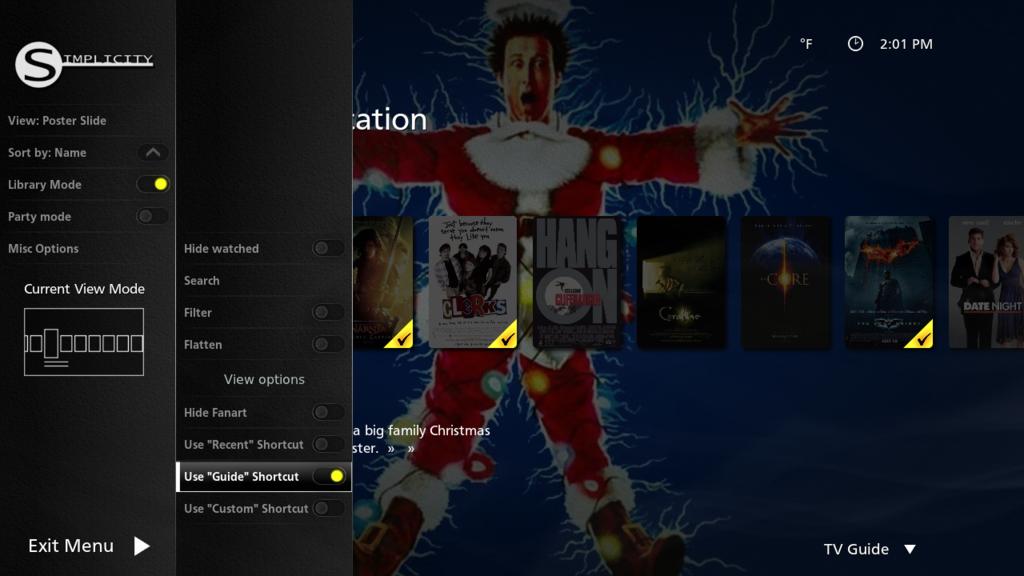 SIMPLICITY
°F
2:01 PM
View: Poster Slide
Sort by: Name
Library Mode
Party mode
Misc Options
Current View Mode
Exit Menu
Hide watched
Search
Filter
Flatten
View options
Hide Fanart
Use "Recent" Shortcut
Use "Guide" Shortcut
Use "Custom" Shortcut
cation
Just because they
serve you doesn't mean
they like you
CLERKS
HANG
ON
CLIFFHANGER
Coraline
THE CORE
DATE NIGHT
a big family Christmas
ster. » »
TV Guide